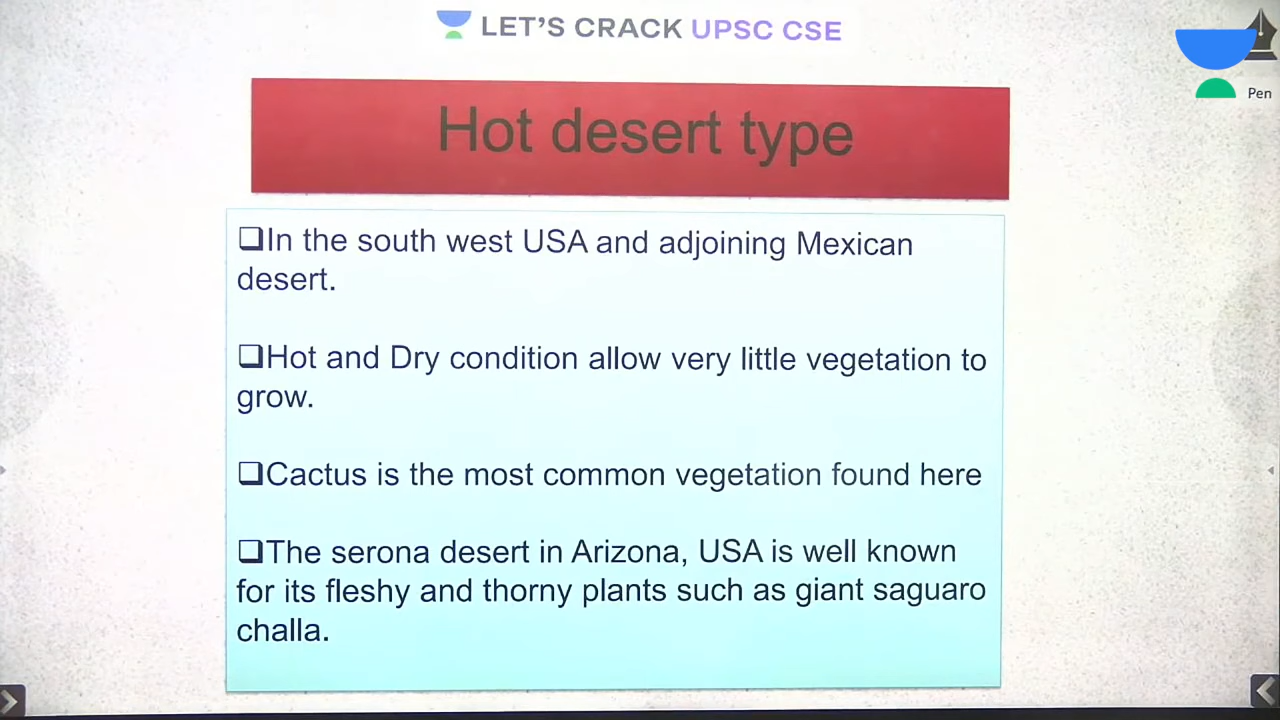 LET'S CRACK UPSC CSE
Pen
Hot desert type
❑In the south west USA and adjoining Mexican
desert.
❑Hot and Dry condition allow very little vegetation to
grow.
❑Cactus is the most common vegetation found here
❑The serona desert in Arizona, USA is well known
for its fleshy and thorny plants such as giant saguaro
challa.